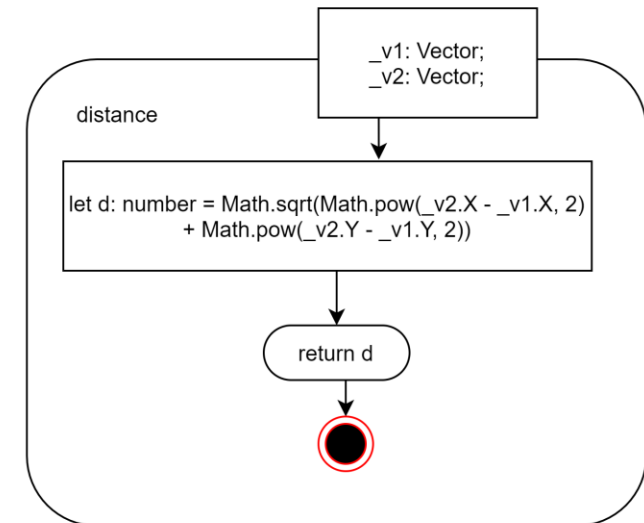 _v1: Vector;
_v2: Vector;
distance
let d: number = Math.sqrt(Math.pow(_v2.X - _v1.X, 2)
+ Math.pow(_v2.Y - _v1.Y, 2))
return d